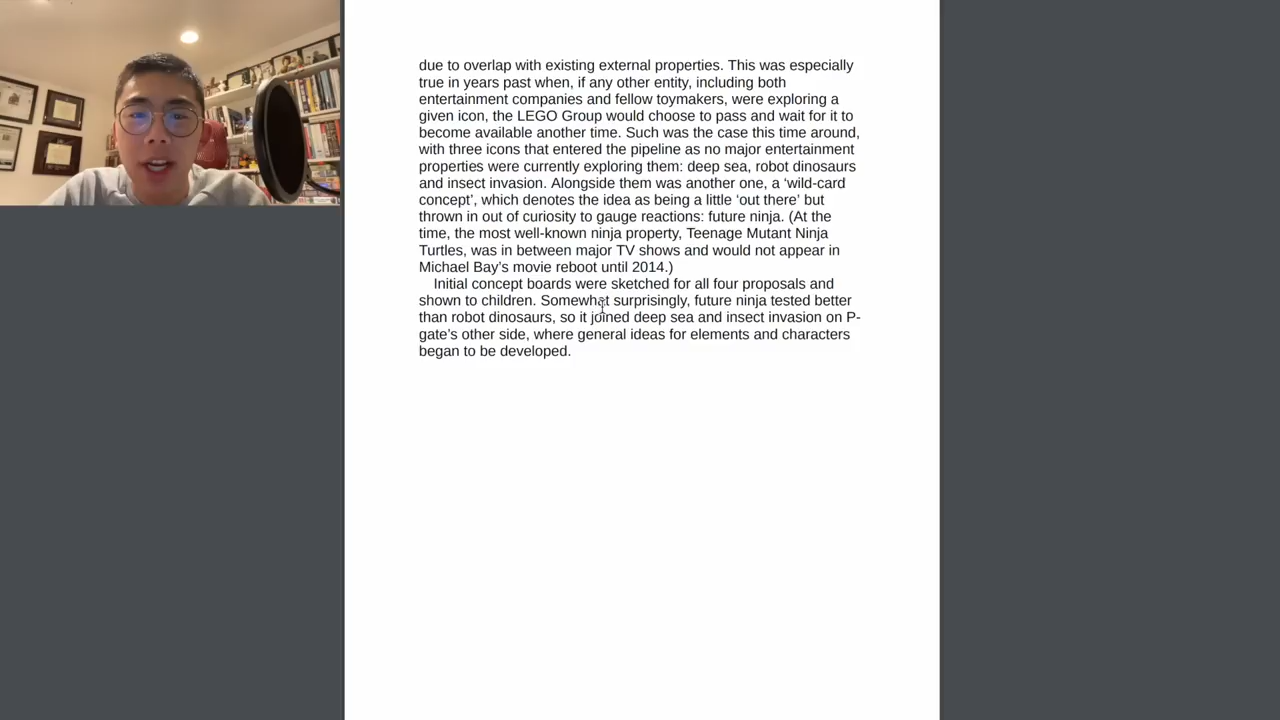 due to overlap with existing external properties. This was especially
true in years past when, if any other entity, including both
entertainment companies and fellow toymakers, were exploring a
given icon, the LEGO Group would choose to pass and wait for it to
become available another time. Such was the case this time around,
with three icons that entered the pipeline as no major entertainment
properties were currently exploring them: deep sea, robot dinosaurs
and insect invasion. Alongside them was another one, a ‘wild-card
concept’, which denotes the idea as being a little ‘out there’ but
thrown in out of curiosity to gauge reactions: future ninja. (At the
time, the most well-known ninja property, Teenage Mutant Ninja
Turtles, was in between major TV shows and would not appear in
Michael Bay’s movie reboot until 2014.)
Initial concept boards were sketched for all four proposals and
shown to children. Somewhat surprisingly, future ninja tested better
than robot dinosaurs, so it joined deep sea and insect invasion on P-
gate’s other side, where general ideas for elements and characters
began to be developed.